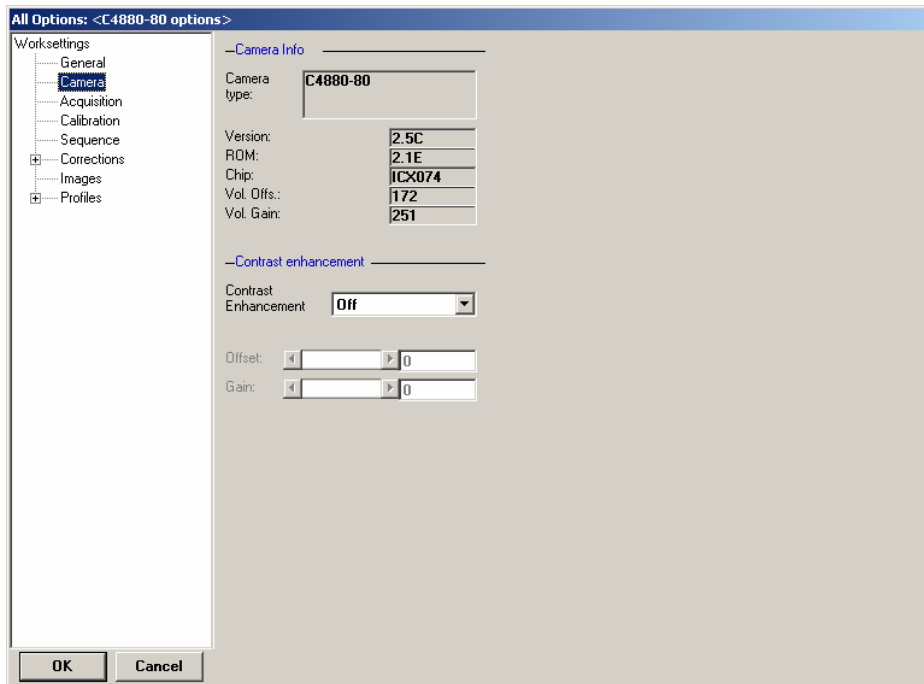 All Options: <C4880-80 options>
Worksettings
General
Camera
Acquisition
Calibration
Sequence
Corrections
Images
Profiles
Camera Info
Camera type:
C4880-80
Version: 2.5C
ROM: 2.1E
Chip: ICX074
Vol. Offs.: 172
Vol. Gain: 251
Contrast enhancement
Contrast Enhancement
Off
Offset: 0
Gain: 0
OK Cancel